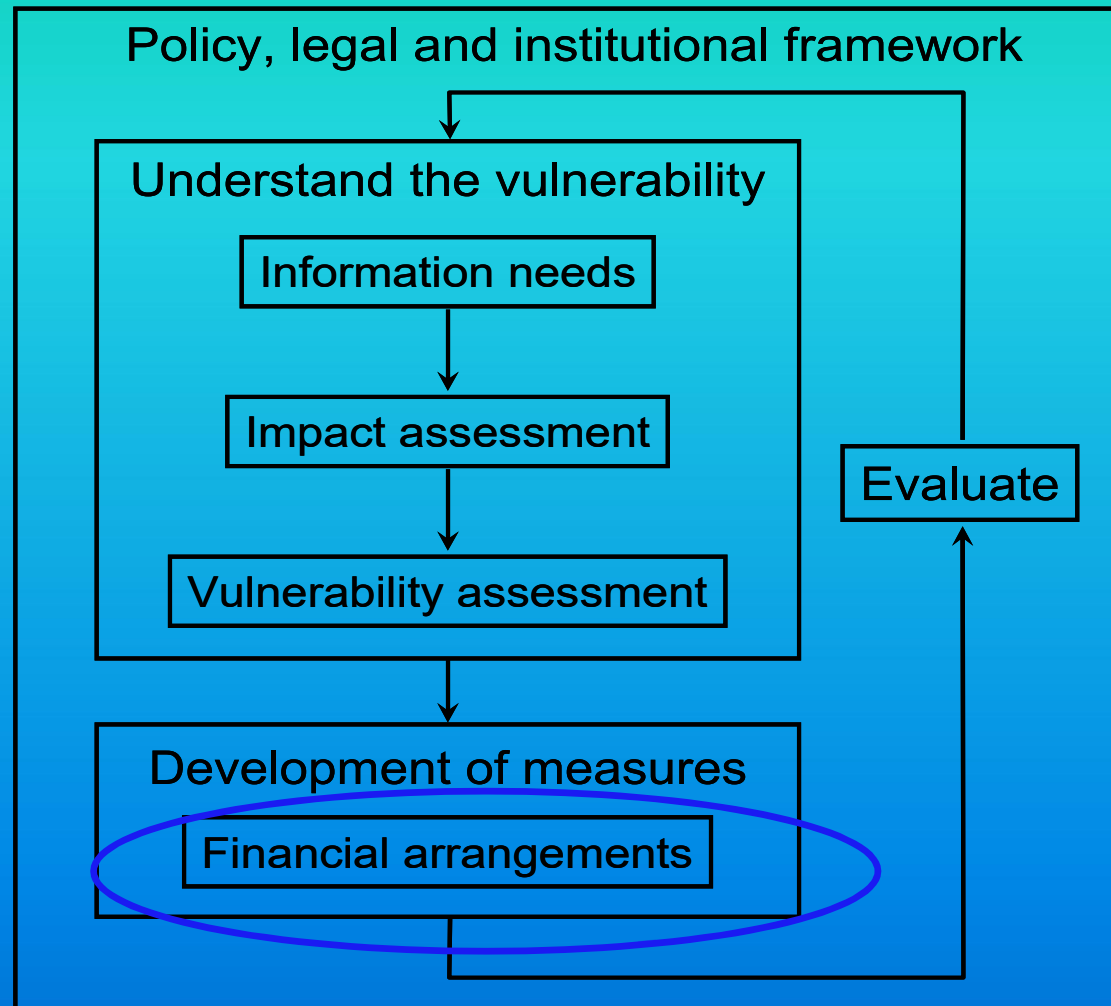 Policy, legal and institutional framework
Understand the vulnerability
Information needs
Impact assessment
Evaluate
Vulnerability assessment
Development of measures
Financial arrangements